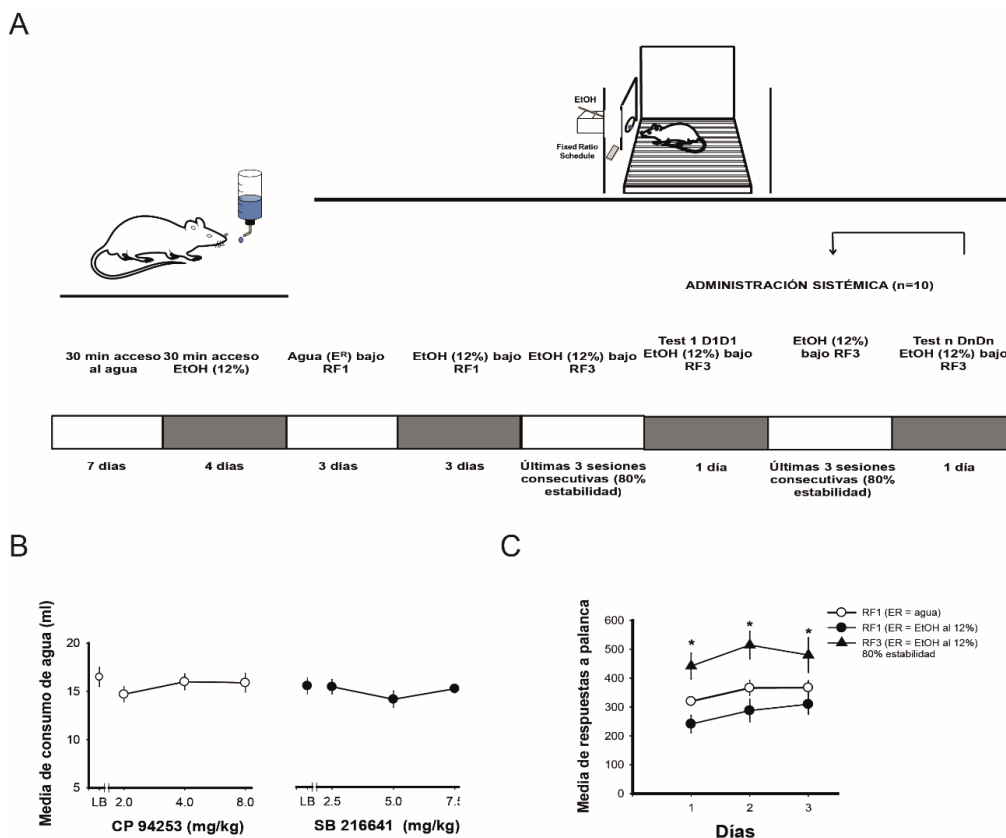 A
EtOH
Fixed Ratio
Schedule
ADMINISTRACIÓN SISTÉMICA (n=10)
30 min acceso
al agua
30 min acceso
EtOH (12%)
Agua (Eᴿ) bajo
RF1
EtOH (12%) bajo
RF1
EtOH (12%) bajo
RF3
Test 1 D1D1
EtOH (12%) bajo
RF3
EtOH (12%)
bajo RF3
Test n DnDn
EtOH (12%) bajo
RF3
7 días
4 días
3 días
3 días
Últimas 3 sesiones
consecutivas (80%
estabilidad)
1 día
Últimas 3 sesiones
consecutivas (80%
estabilidad)
1 día
B
Media de consumo de agua (ml)
20
15
10
5
LB 2.0 4.0 8.0
CP 94253 (mg/kg)
LB 2.5 5.0 7.5
SB 216641 (mg/kg)
C
Media de respuestas a palanca
600
500
400
300
200
100
0
* * *
1 2 3
Días
RF1 (ER = agua)
RF1 (ER = EtOH al 12%)
RF3 (ER = EtOH al 12%)
80% estabilidad